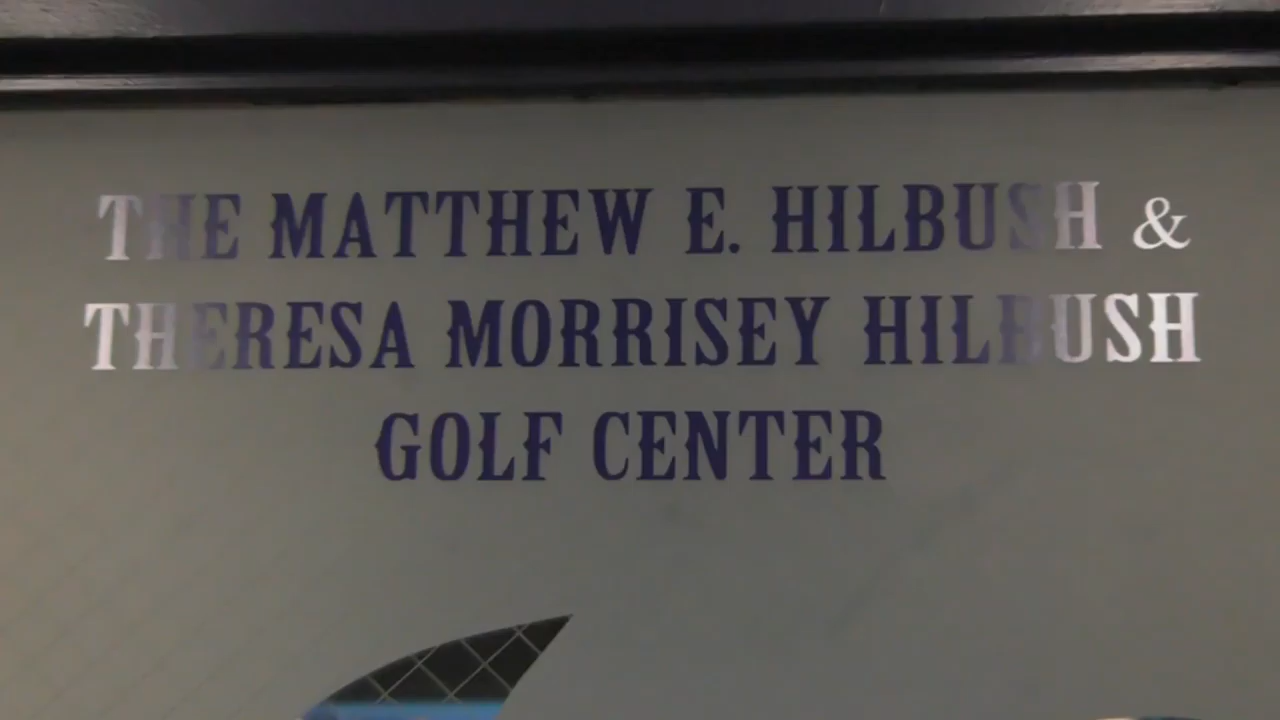 THE MATTHEW E. HILBUSH &
THERESA MORRISEY HILBUSH
GOLF CENTER